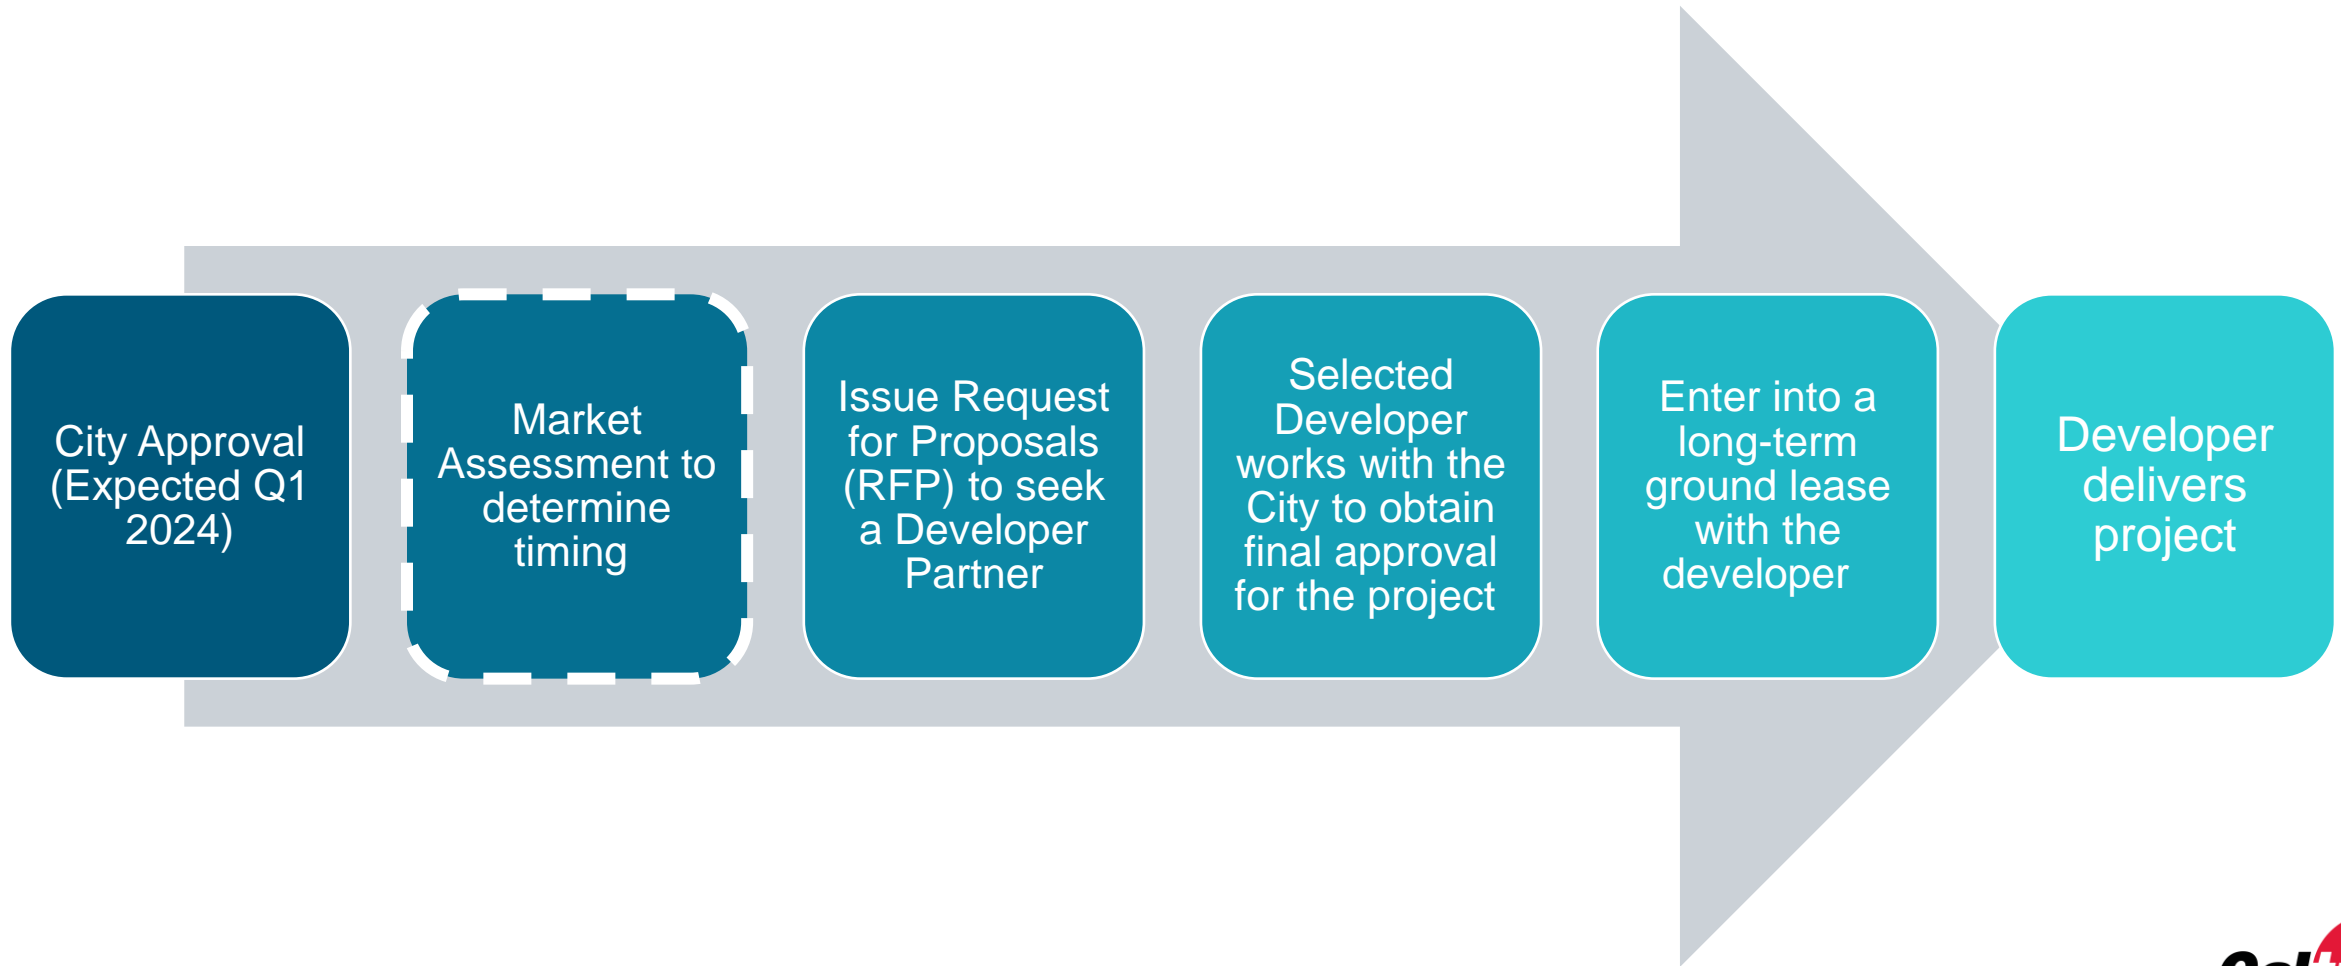 City Approval
(Expected Q1
2024)
Market
Assessment to
determine
timing
Issue Request
for Proposals
(RFP) to seek
a Developer
Partner
Selected
Developer
works with the
City to obtain
final approval
for the project
Enter into a
long-term
ground lease
with the
developer
Developer
delivers
project